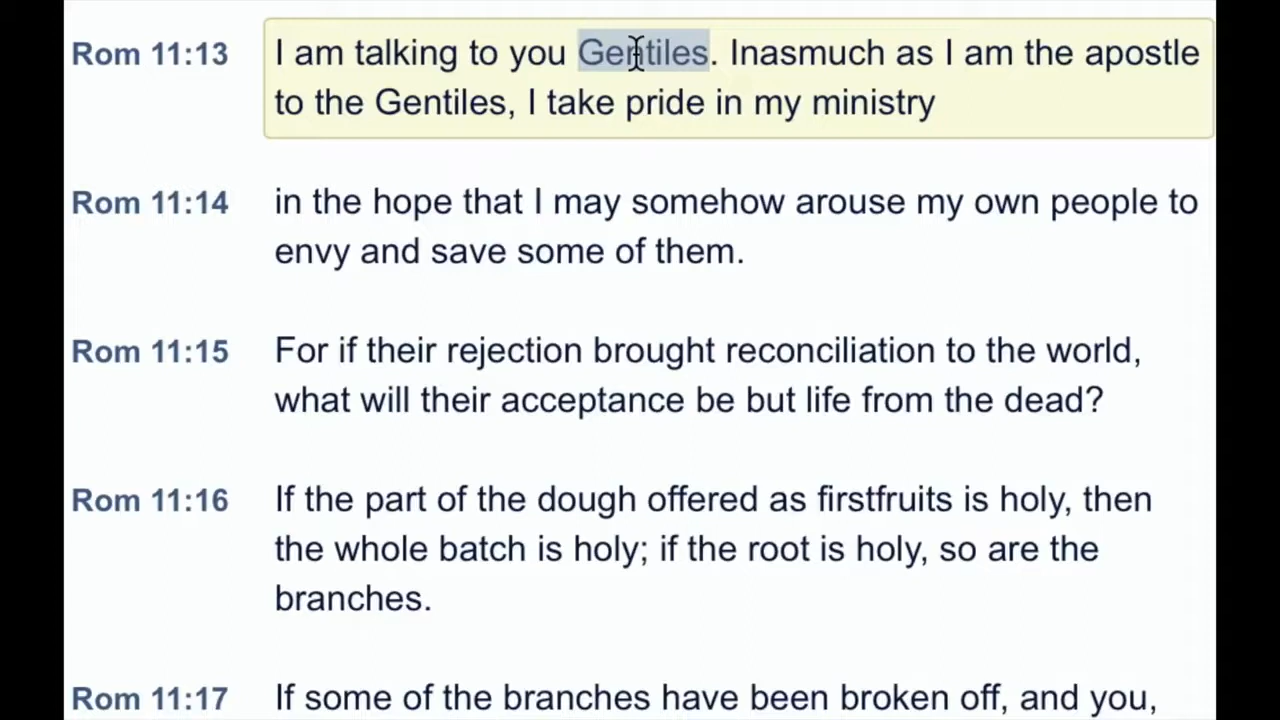 Rom 11:13 I am talking to you Gentiles. Inasmuch as I am the apostle
to the Gentiles, I take pride in my ministry
Rom 11:14 in the hope that I may somehow arouse my own people to
envy and save some of them.
Rom 11:15 For if their rejection brought reconciliation to the world,
what will their acceptance be but life from the dead?
Rom 11:16 If the part of the dough offered as firstfruits is holy, then
the whole batch is holy; if the root is holy, so are the
branches.
Rom 11:17 If some of the branches have been broken off, and you,